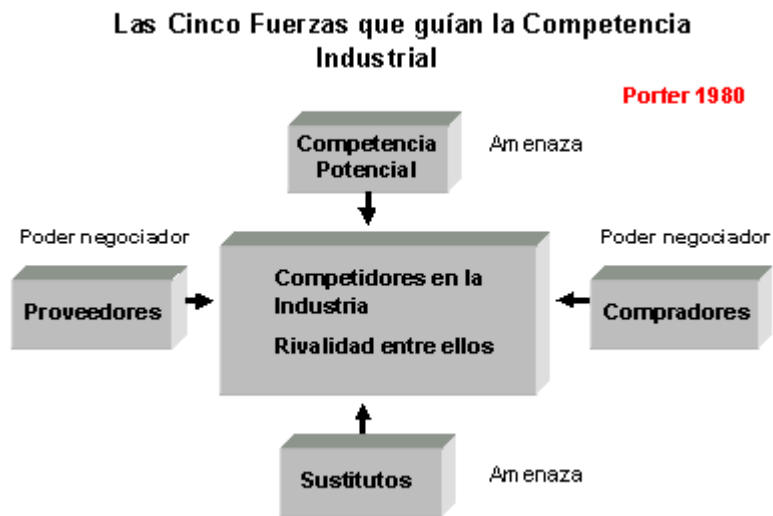 Las Cinco Fuerzas que guían la Competencia
Industrial
Porter 1980
Competencia
Potencial
Amenaza
Poder negociador
Poder negociador
Proveedores
Competidores en la
Industria
Rivalidad entre ellos
Compradores
Sustitutos
Amenaza